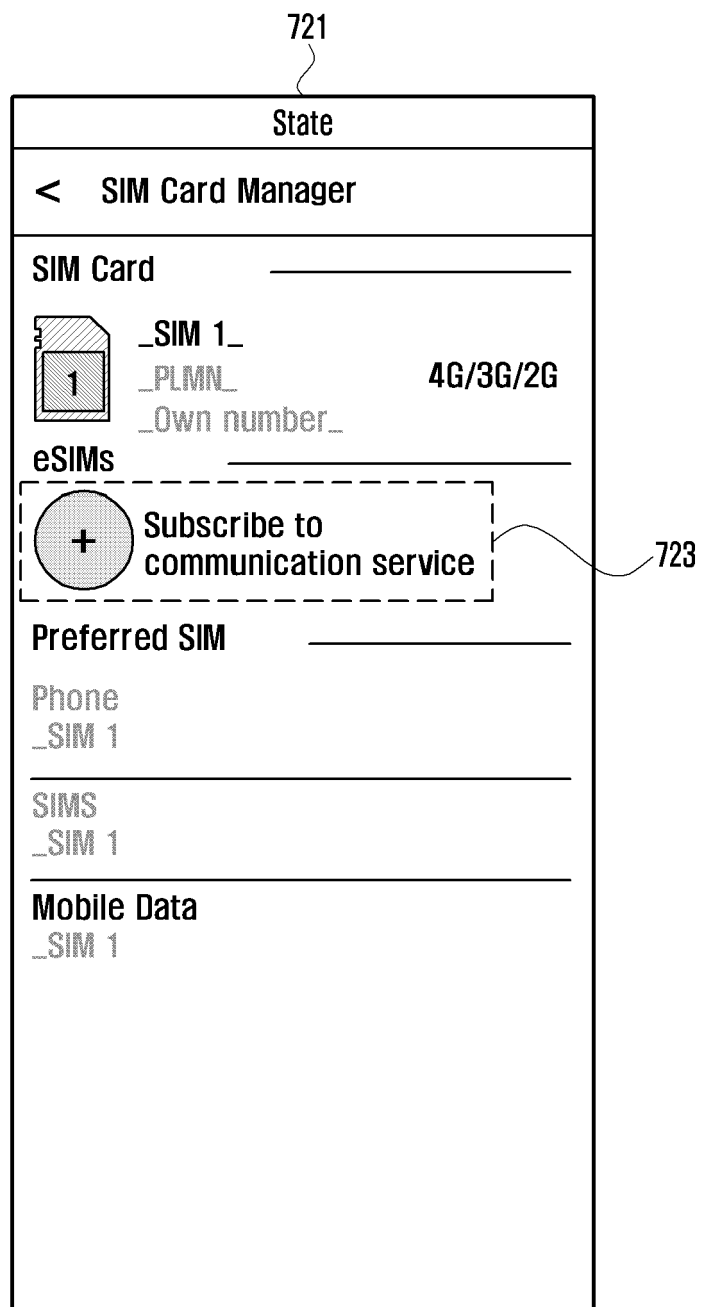 721
State
< SIM Card Manager
SIM Card
1
_SIM 1_
_PLMN_
4G/3G/2G
_Own number_
eSIMs
+
Subscribe to
communication service
723
Preferred SIM
Phone
_SIM 1
SIMS
_SIM 1
Mobile Data
_SIM 1